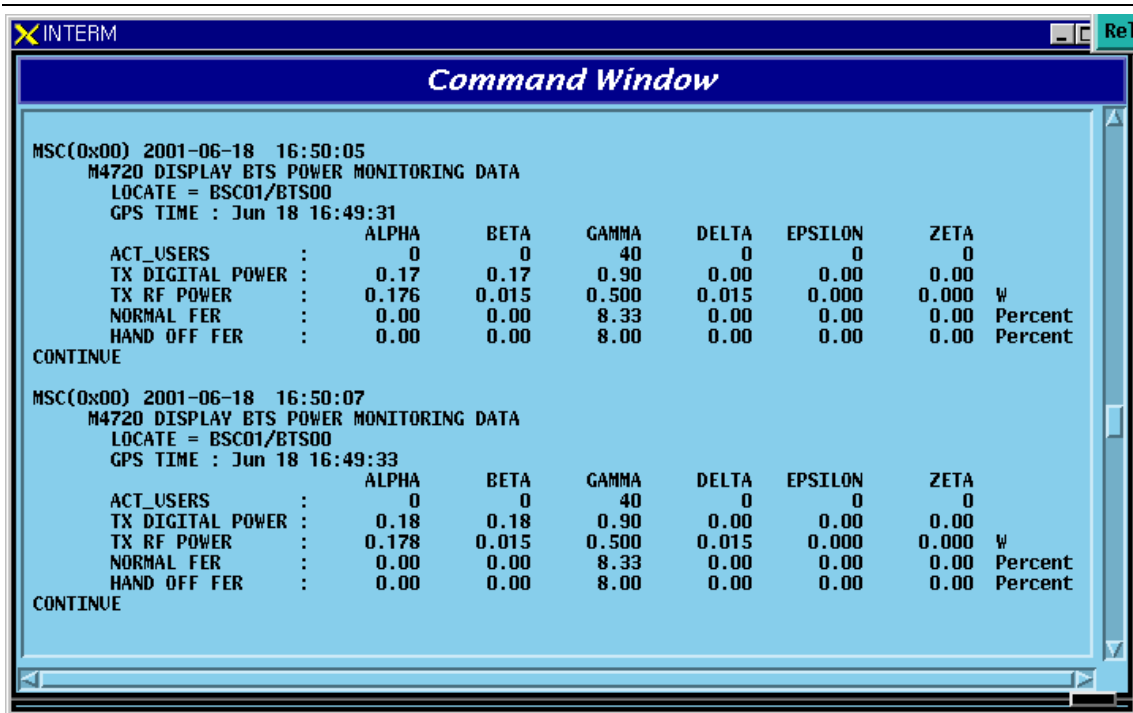 INTERM
Rel
Command Window
MSC(0x00) 2001-06-18 16:50:05
M4720 DISPLAY BTS POWER MONITORING DATA
LOCATE = BSC01/BTS00
GPS TIME : Jun 18 16:49:31
ALPHA BETA GAMMA DELTA EPSILON ZETA
ACT_USERS : 0 0 40 0 0 0
TX DIGITAL POWER : 0.17 0.17 0.90 0.00 0.00 0.00
TX RF POWER : 0.176 0.015 0.500 0.015 0.000 0.000 W
NORMAL FER : 0.00 0.00 8.33 0.00 0.00 0.00 Percent
HAND OFF FER : 0.00 0.00 8.00 0.00 0.00 0.00 Percent
CONTINUE
MSC(0x00) 2001-06-18 16:50:07
M4720 DISPLAY BTS POWER MONITORING DATA
LOCATE = BSC01/BTS00
GPS TIME : Jun 18 16:49:33
ALPHA BETA GAMMA DELTA EPSILON ZETA
ACT_USERS : 0 0 40 0 0 0
TX DIGITAL POWER : 0.18 0.18 0.90 0.00 0.00 0.00
TX RF POWER : 0.178 0.015 0.500 0.015 0.000 0.000 W
NORMAL FER : 0.00 0.00 8.33 0.00 0.00 0.00 Percent
HAND OFF FER : 0.00 0.00 8.00 0.00 0.00 0.00 Percent
CONTINUE